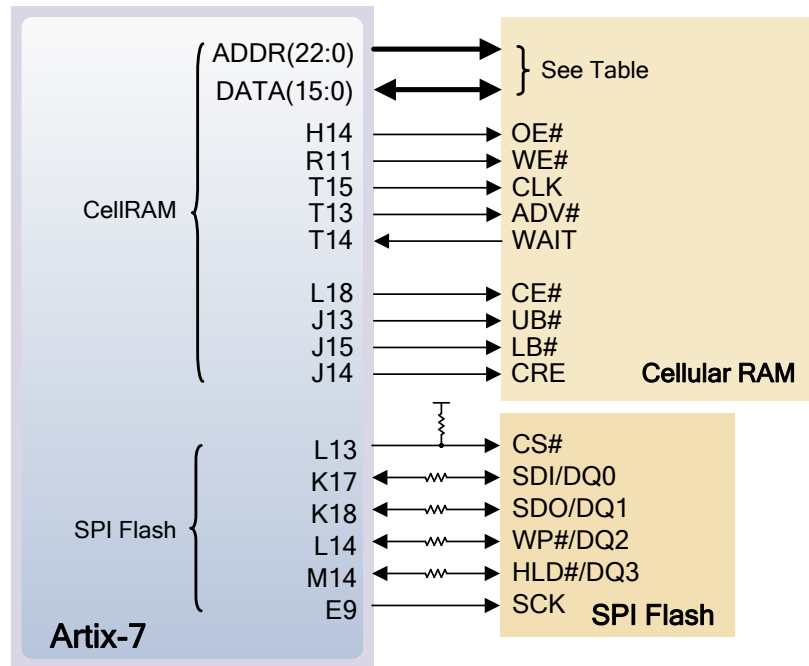 ADDR(22:0)
See Table
DATA(15:0)
H14 OE#
R11 WE#
T15 CLK
CellRAM T13 ADV#
T14 WAIT
L18 CE#
J13 UB#
J15 LB#
J14 CRE
Cellular RAM
L13 CS#
K17 SDI/DQ0
K18 SDO/DQ1
SPI Flash L14 WP#/DQ2
M14 HLD#/DQ3
E9 SCK
SPI Flash
Artix-7